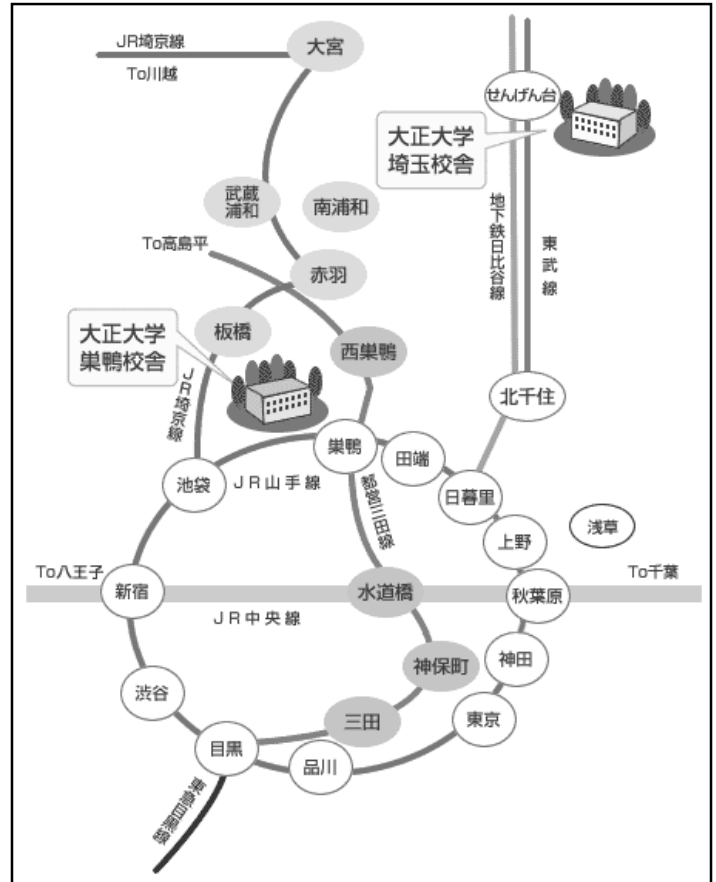 JR埼京線
To川越
大宮
せんげん台
大正大学
埼玉校舎
武蔵
浦和
南浦和
地下鉄日比谷線
東武線
To高島平
赤羽
大正大学
巣鴨校舎
板橋
西巣鴨
JR埼京線
北千住
巣鴨
田端
池袋
JR山手線
日暮里
都営三田線
上野
浅草
To八王子
To千葉
新宿
水道橋
秋葉原
JR中央線
神田
神保町
渋谷
三田
東京
目黒
品川
東急目黒線